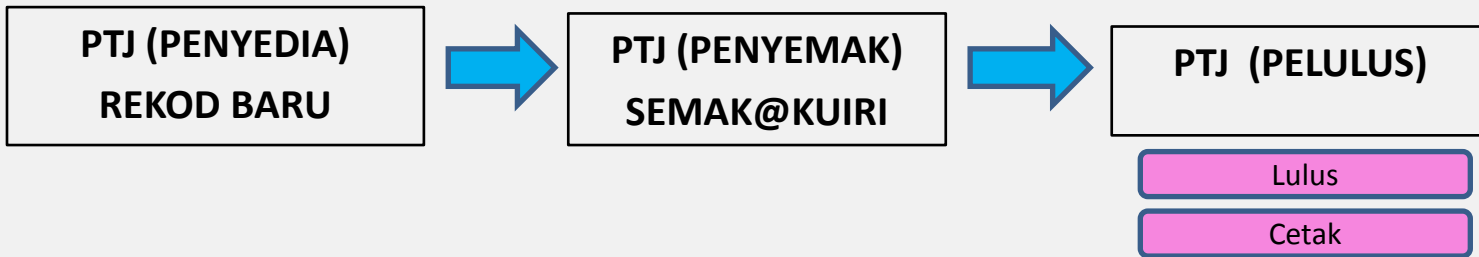 PTJ (PENYEDIA)
REKOD BARU
PTJ (PENYEMAK)
SEMAK@KUIRI
PTJ (PELULUS)
Lulus
Cetak